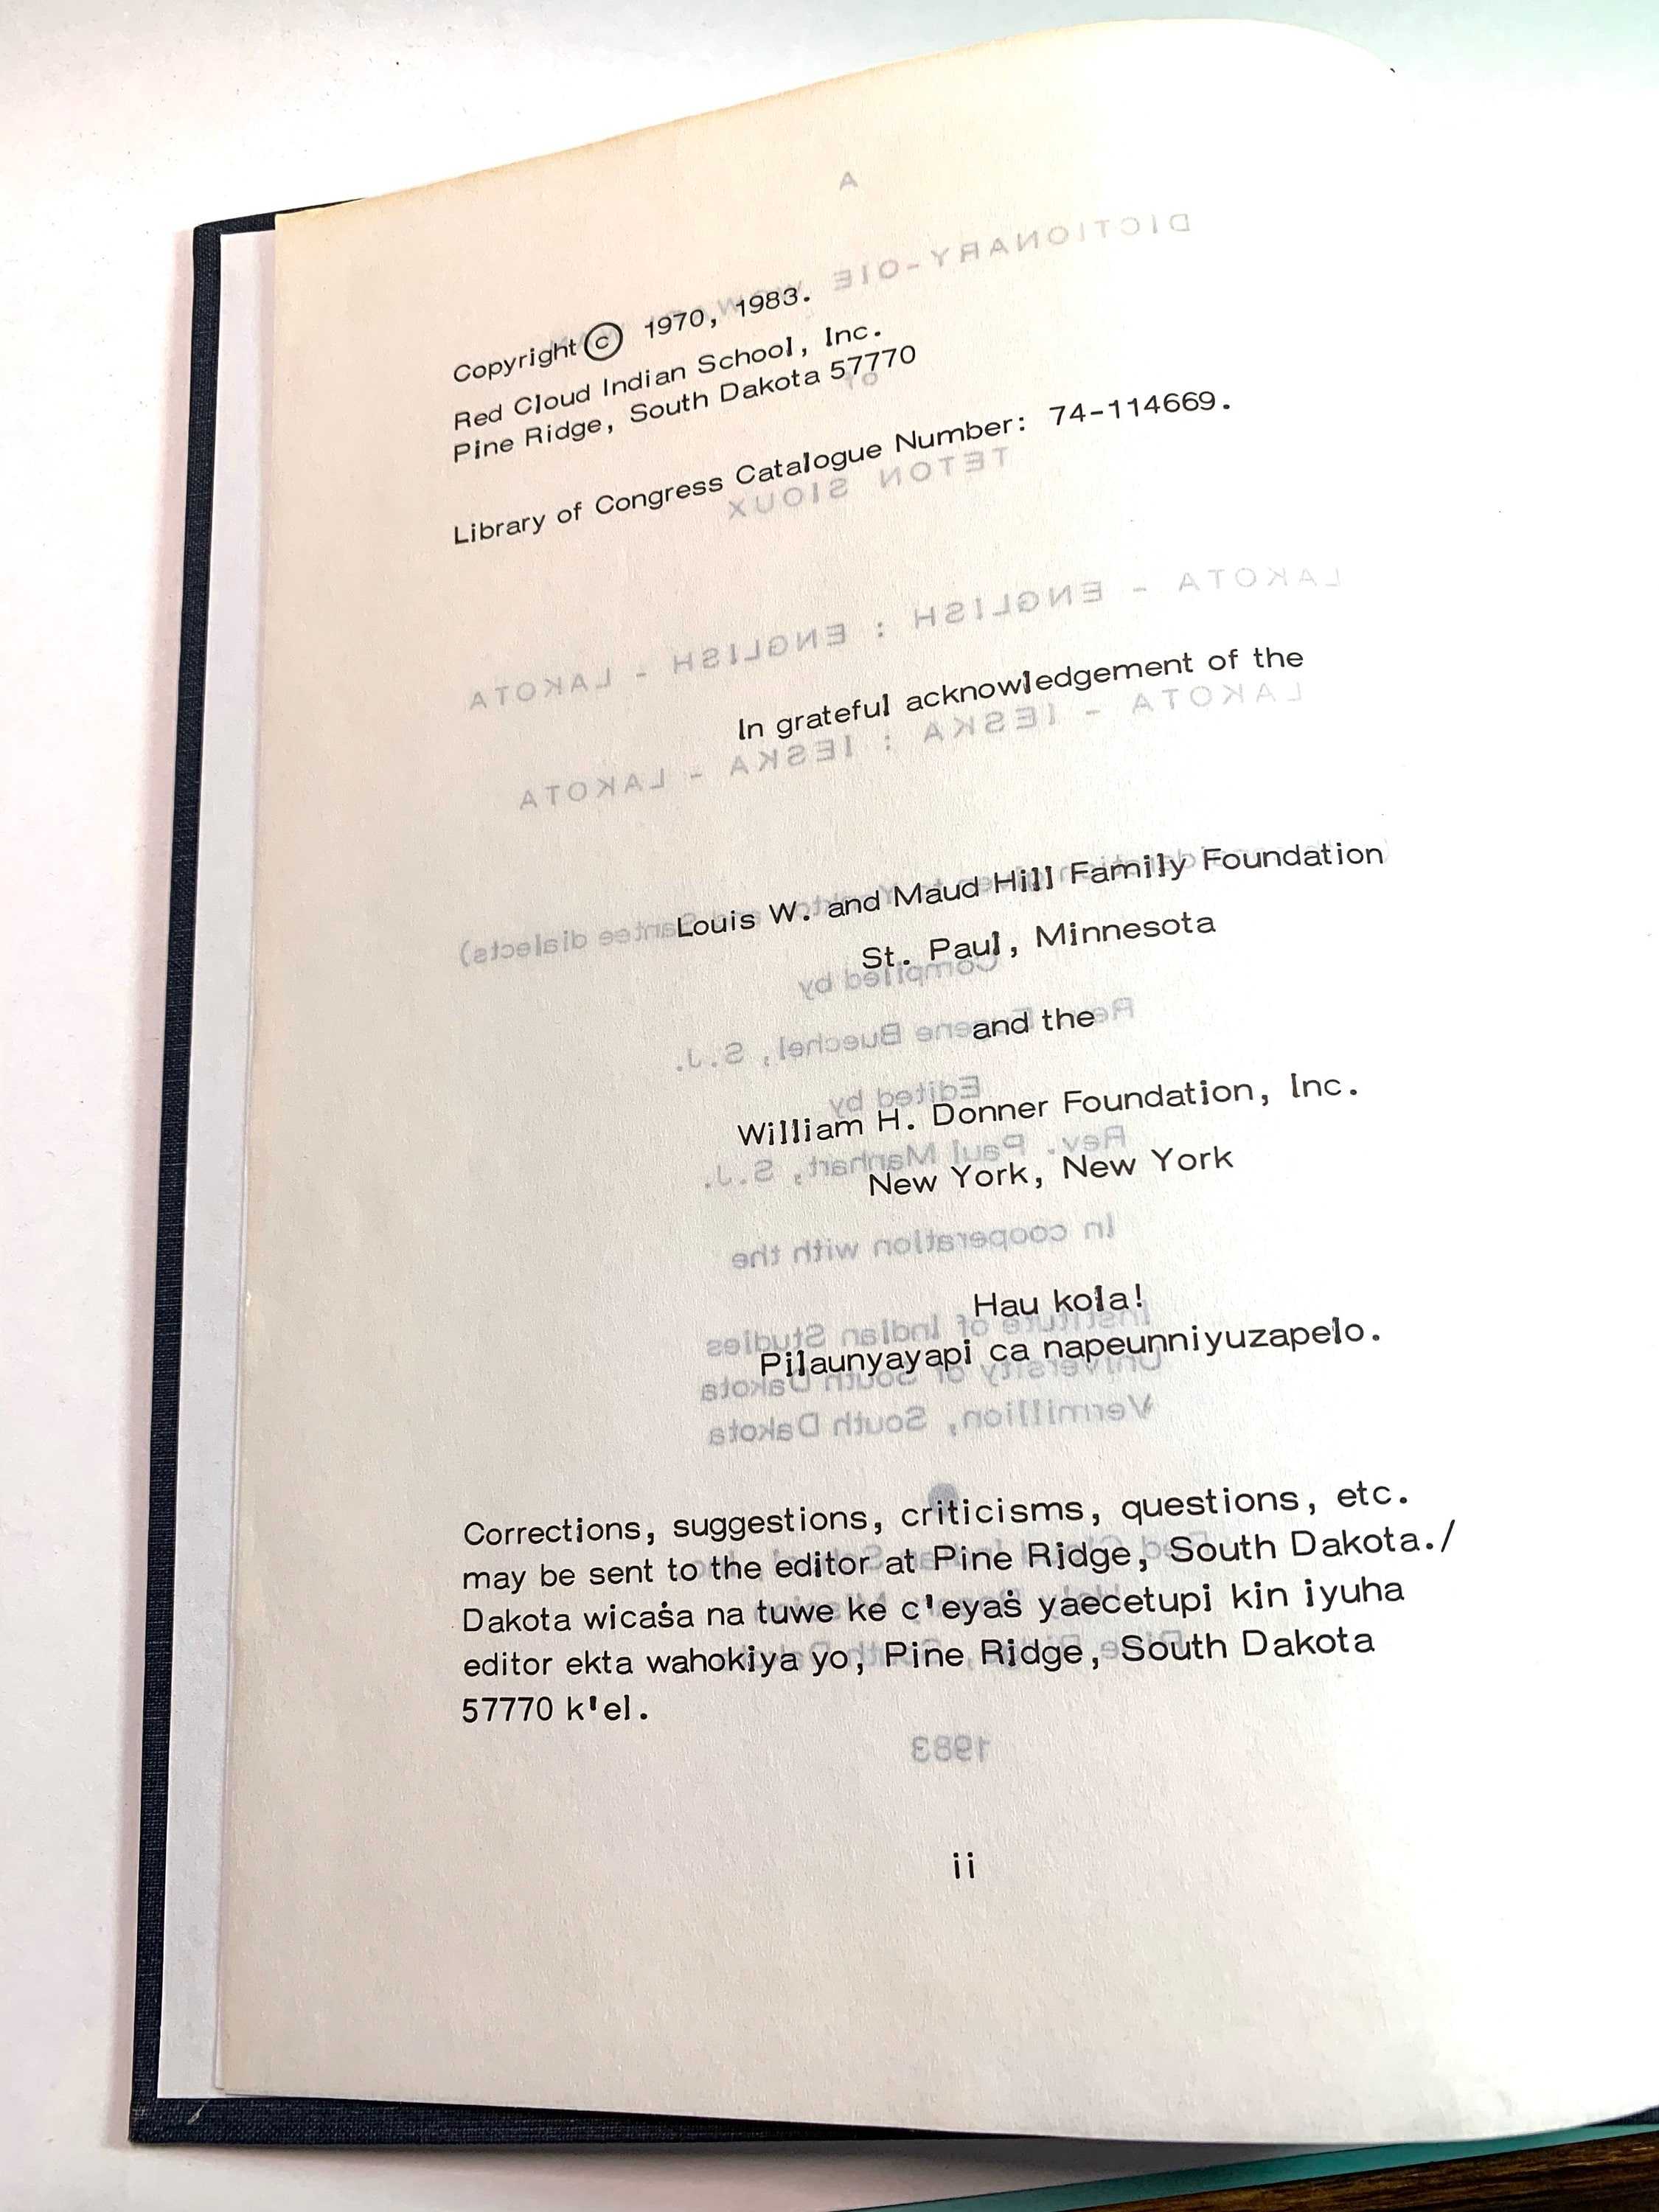 Copyright © 1970, 1983.
Red Cloud Indian School, Inc.
Pine Ridge, South Dakota 57770
Library of Congress Catalogue Number: 74-114669.
In grateful acknowledgement of the
Louis W. and Maud Hill Family Foundation
St. Paul, Minnesota
and the
William H. Donner Foundation, Inc.
New York, New York
Hau kola!
Pilaunyayapi ca napeunniyuzapelo.
Corrections, suggestions, criticisms, questions, etc.
may be sent to the editor at Pine Ridge, South Dakota./
Dakota wicaṡa na tuwe ke c'eyaṡ yaecetupi kin iyuha
editor ekta wahokiya yo, Pine Ridge, South Dakota
57770 k'el.
ii